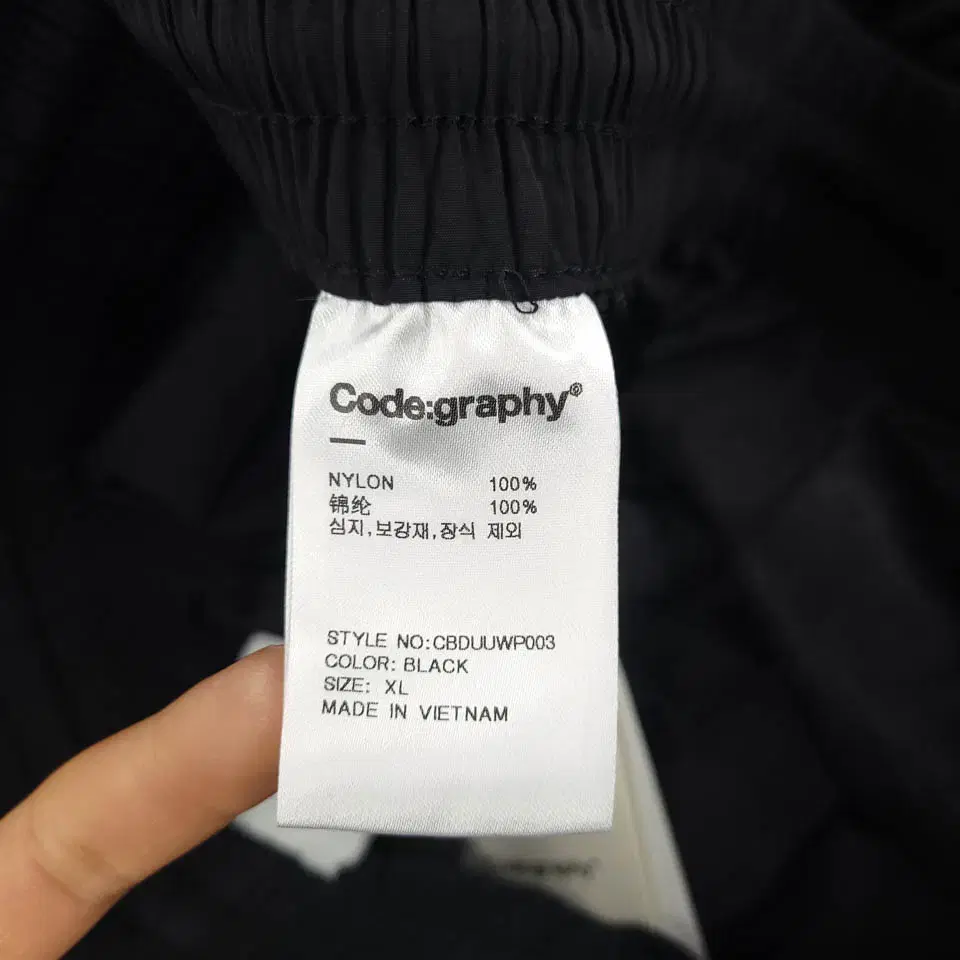 Code:graphy®
NYLON 100%
锦纶 100%
심지,보강재,장식 제외
STYLE NO:CBDUUWP003
COLOR: BLACK
SIZE: XL
MADE IN VIETNAM